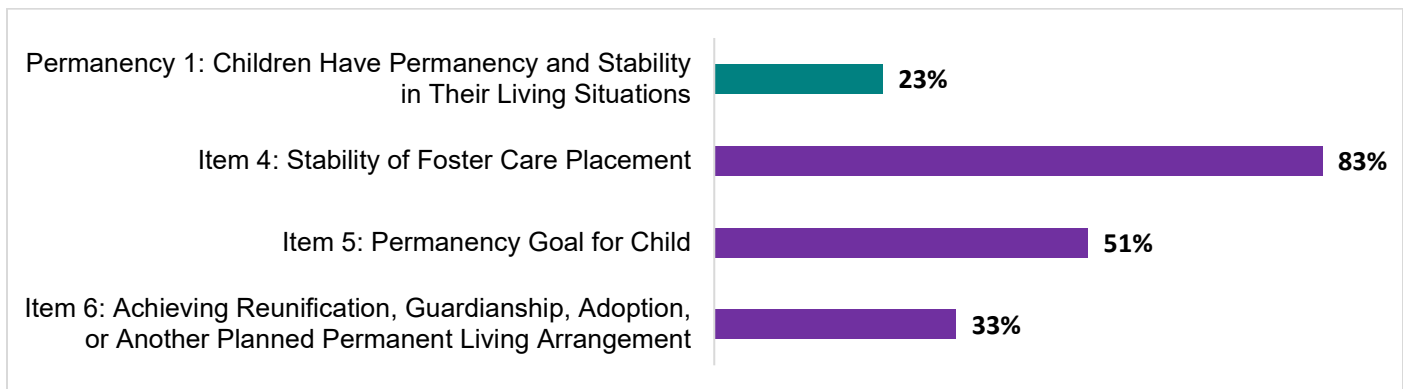 Permanency 1: Children Have Permanency and Stability
in Their Living Situations
23%
Item 4: Stability of Foster Care Placement
83%
Item 5: Permanency Goal for Child
51%
Item 6: Achieving Reunification, Guardianship, Adoption,
or Another Planned Permanent Living Arrangement
33%